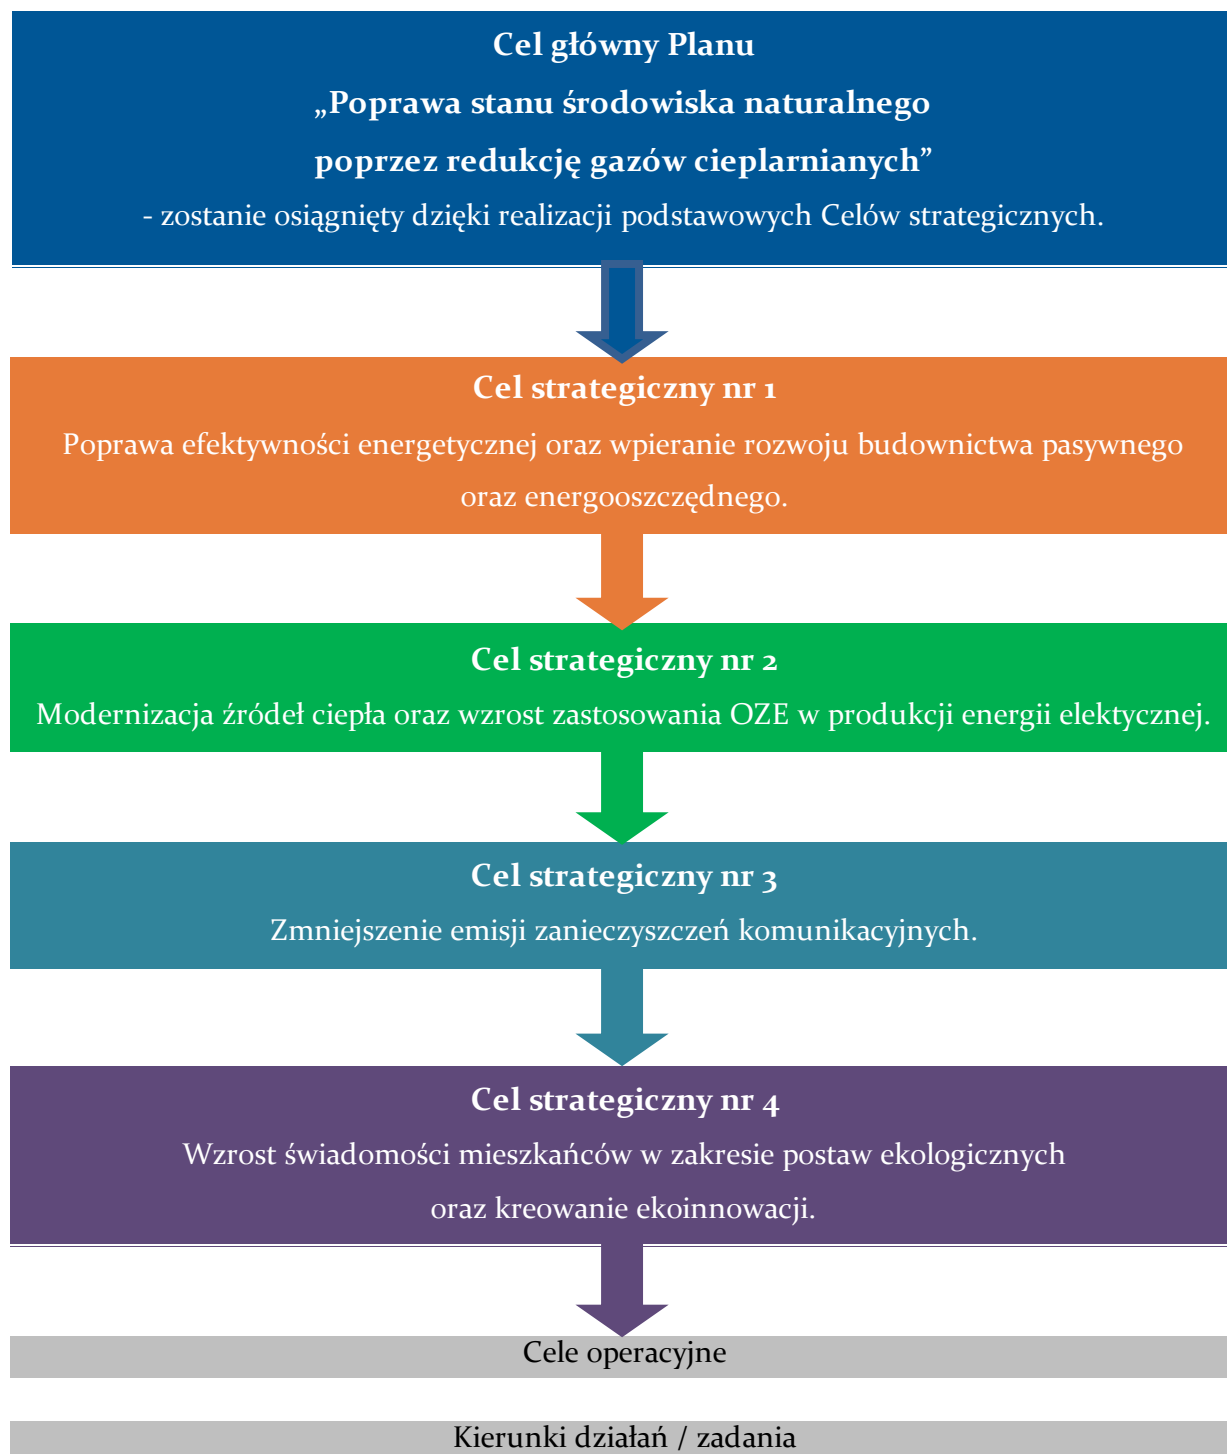 Cel główny Planu
„Poprawa stanu środowiska naturalnego
poprzez redukcję gazów cieplarnianych”
- zostanie osiągnięty dzięki realizacji podstawowych Celów strategicznych.
Cel strategiczny nr 1
Poprawa efektywności energetycznej oraz wpieranie rozwoju budownictwa pasywnego
oraz energooszczędnego.
Cel strategiczny nr 2
Modernizacja źródeł ciepła oraz wzrost zastosowania OZE w produkcji energii elektycznej.
Cel strategiczny nr 3
Zmniejszenie emisji zanieczyszczeń komunikacyjnych.
Cel strategiczny nr 4
Wzrost świadomości mieszkańców w zakresie postaw ekologicznych
oraz kreowanie ekoinnowacji.
Cele operacyjne
Kierunki działań / zadania